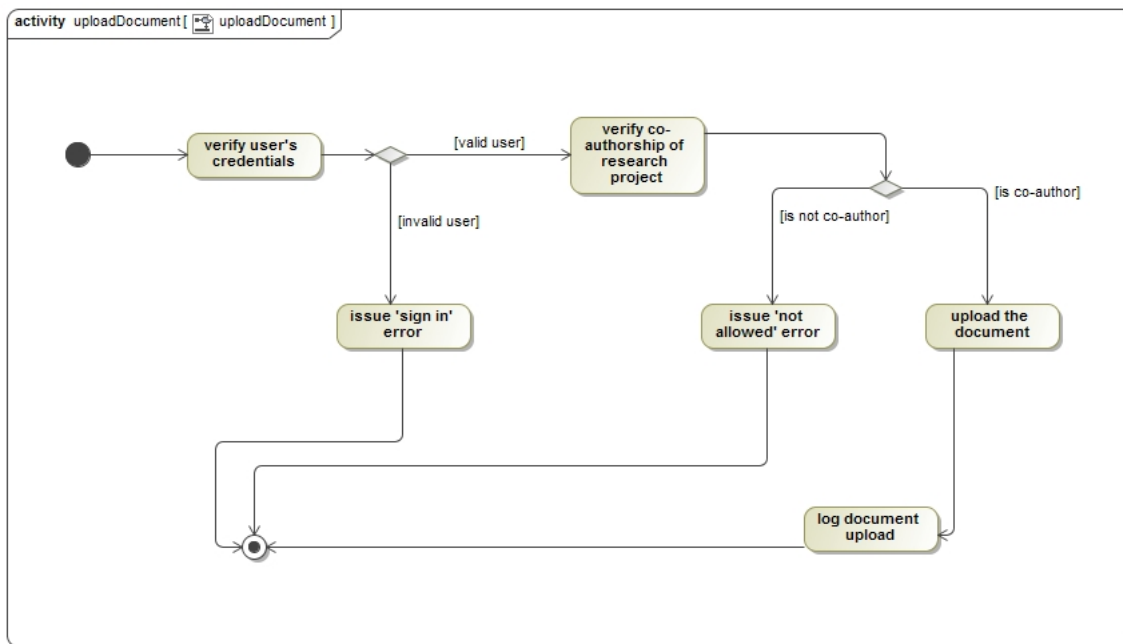 activity uploadDocument [ uploadDocument ]
verify user's
credentials
[valid user]
verify co-
authorship of
research
project
[invalid user]
[is not co-author]
[is co-author]
issue 'sign in'
error
issue 'not
allowed' error
upload the
document
log document
upload